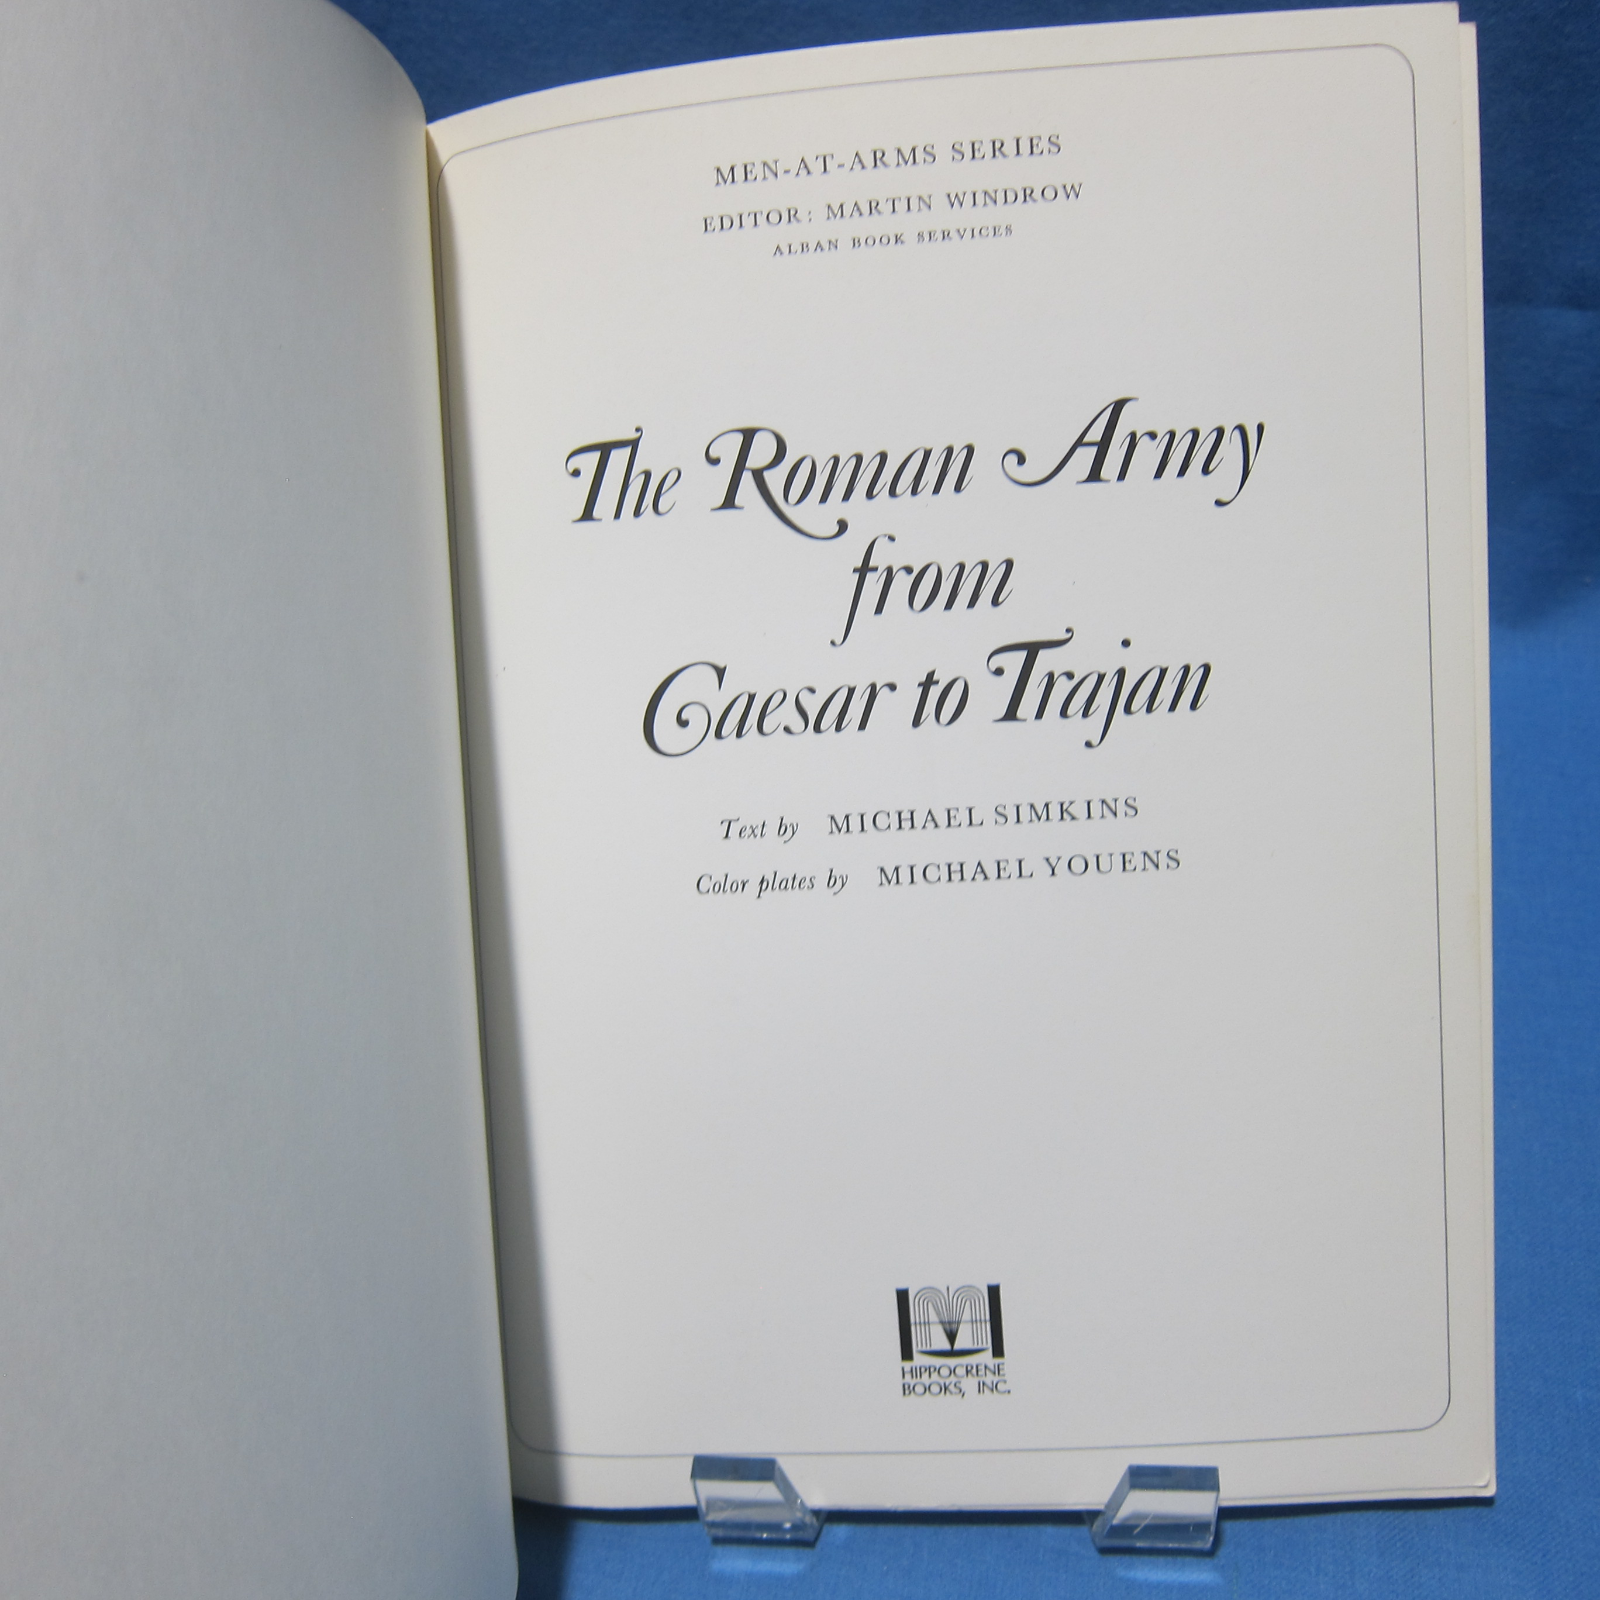 MEN-AT-ARMS SERIES
EDITOR: MARTIN WINDROW
ALBAN BOOK SERVICES
The Roman Army
from
Caesar to Trajan
Text by MICHAEL SIMKINS
Color plates by MICHAEL YOUENS
HIPPOCRENE
BOOKS, INC.